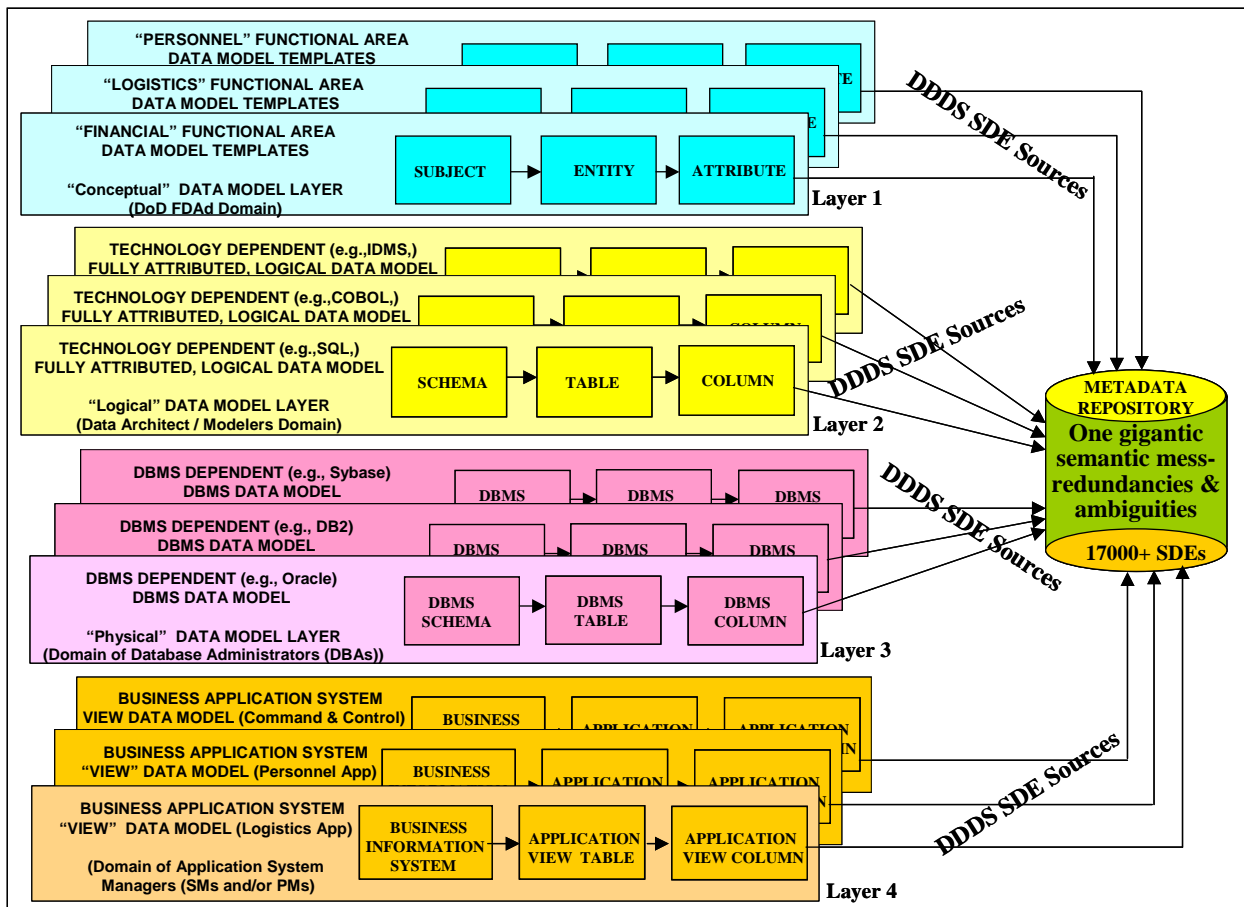 “PERSONNEL” FUNCTIONAL AREA
DATA MODEL TEMPLATES
“LOGISTICS” FUNCTIONAL AREA
DATA MODEL TEMPLATES
“FINANCIAL” FUNCTIONAL AREA
DATA MODEL TEMPLATES
SUBJECT
ENTITY
ATTRIBUTE
“Conceptual” DATA MODEL LAYER
(DoD FDAd Domain)
Layer 1
DDDS SDE Sources
TECHNOLOGY DEPENDENT (e.g.,IDMS,)
FULLY ATTRIBUTED, LOGICAL DATA MODEL
TECHNOLOGY DEPENDENT (e.g.,COBOL,)
FULLY ATTRIBUTED, LOGICAL DATA MODEL
COLUMN
TECHNOLOGY DEPENDENT (e.g.,SQL,)
FULLY ATTRIBUTED, LOGICAL DATA MODEL
SCHEMA
TABLE
COLUMN
“Logical” DATA MODEL LAYER
(Data Architect / Modelers Domain)
Layer 2
DDDS SDE Sources
METADATA
REPOSITORY
One gigantic
semantic mess-
redundancies &
ambiguities
17000+ SDEs
DBMS DEPENDENT (e.g., Sybase)
DBMS DATA MODEL
DBMS
DBMS
DBMS
DBMS DEPENDENT (e.g., DB2)
DBMS DATA MODEL
DBMS
DBMS
DBMS
DBMS DEPENDENT (e.g., Oracle)
DBMS DATA MODEL
DBMS
SCHEMA
DBMS
TABLE
DBMS
COLUMN
“Physical” DATA MODEL LAYER
(Domain of Database Administrators (DBAs))
Layer 3
DDDS SDE Sources
BUSINESS APPLICATION SYSTEM
VIEW DATA MODEL (Command & Control)
BUSINESS
APPLICATION
APPLICATION
BUSINESS APPLICATION SYSTEM
“VIEW” DATA MODEL (Personnel App)
BUSINESS
APPLICATION
APPLICATION
BUSINESS APPLICATION SYSTEM
“VIEW” DATA MODEL (Logistics App)
BUSINESS
INFORMATION
SYSTEM
APPLICATION
VIEW TABLE
APPLICATION
VIEW COLUMN
(Domain of Application System
Managers (SMs and/or PMs)
Layer 4
DDDS SDE Sources